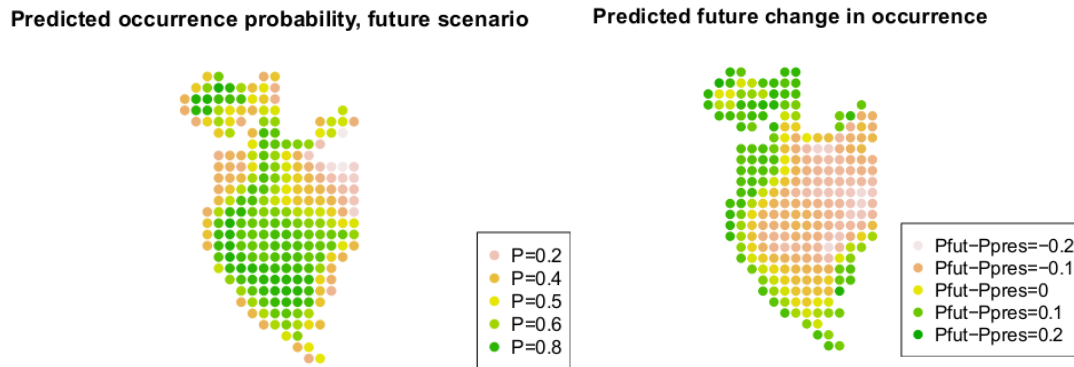 Predicted occurrence probability, future scenario
Predicted future change in occurrence
P=0.2
P=0.4
P=0.5
P=0.6
P=0.8
Pfut−Ppres=−0.2
Pfut−Ppres=−0.1
Pfut−Ppres=0
Pfut−Ppres=0.1
Pfut−Ppres=0.2